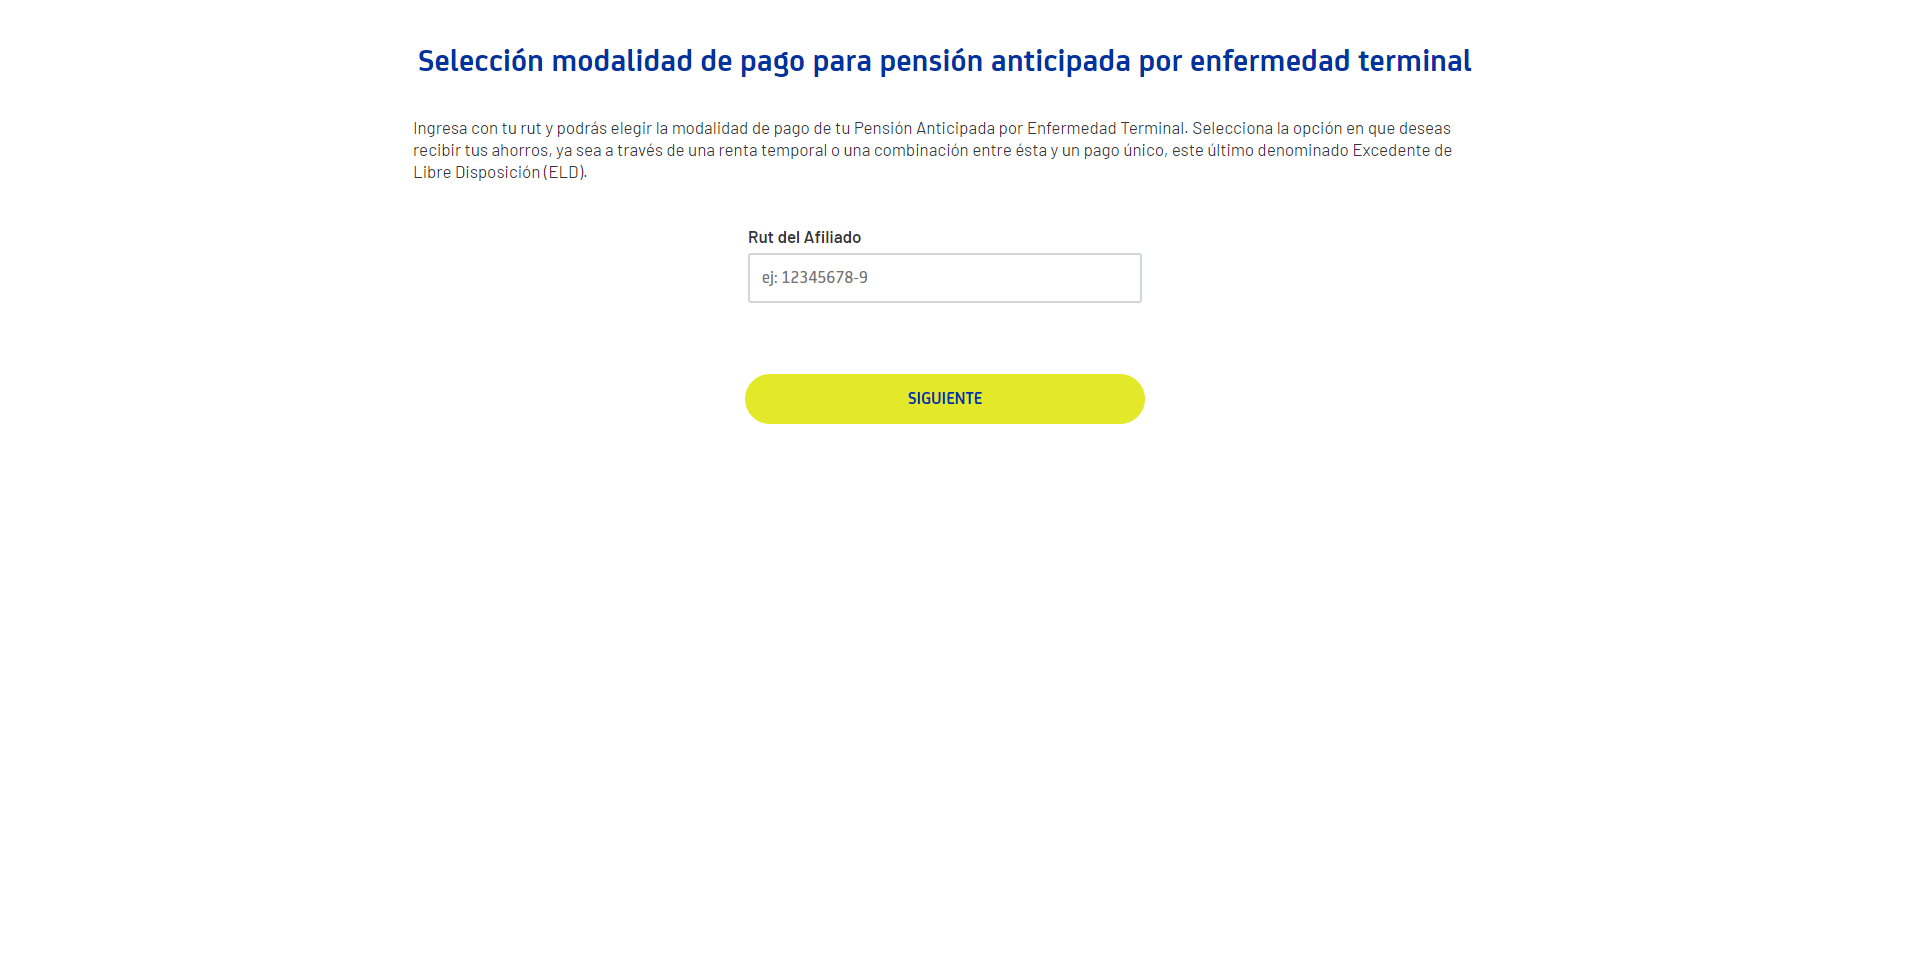 Selección modalidad de pago para pensión anticipada por enfermedad terminal
Ingresa con tu rut y podrás elegir la modalidad de pago de tu Pensión Anticipada por Enfermedad Terminal. Selecciona la opción en que deseas
recibir tus ahorros, ya sea a través de una renta temporal o una combinación entre ésta y un pago único, este último denominado Excedente de
Libre Disposición (ELD).
Rut del Afiliado
ej: 12345678-9
SIGUIENTE